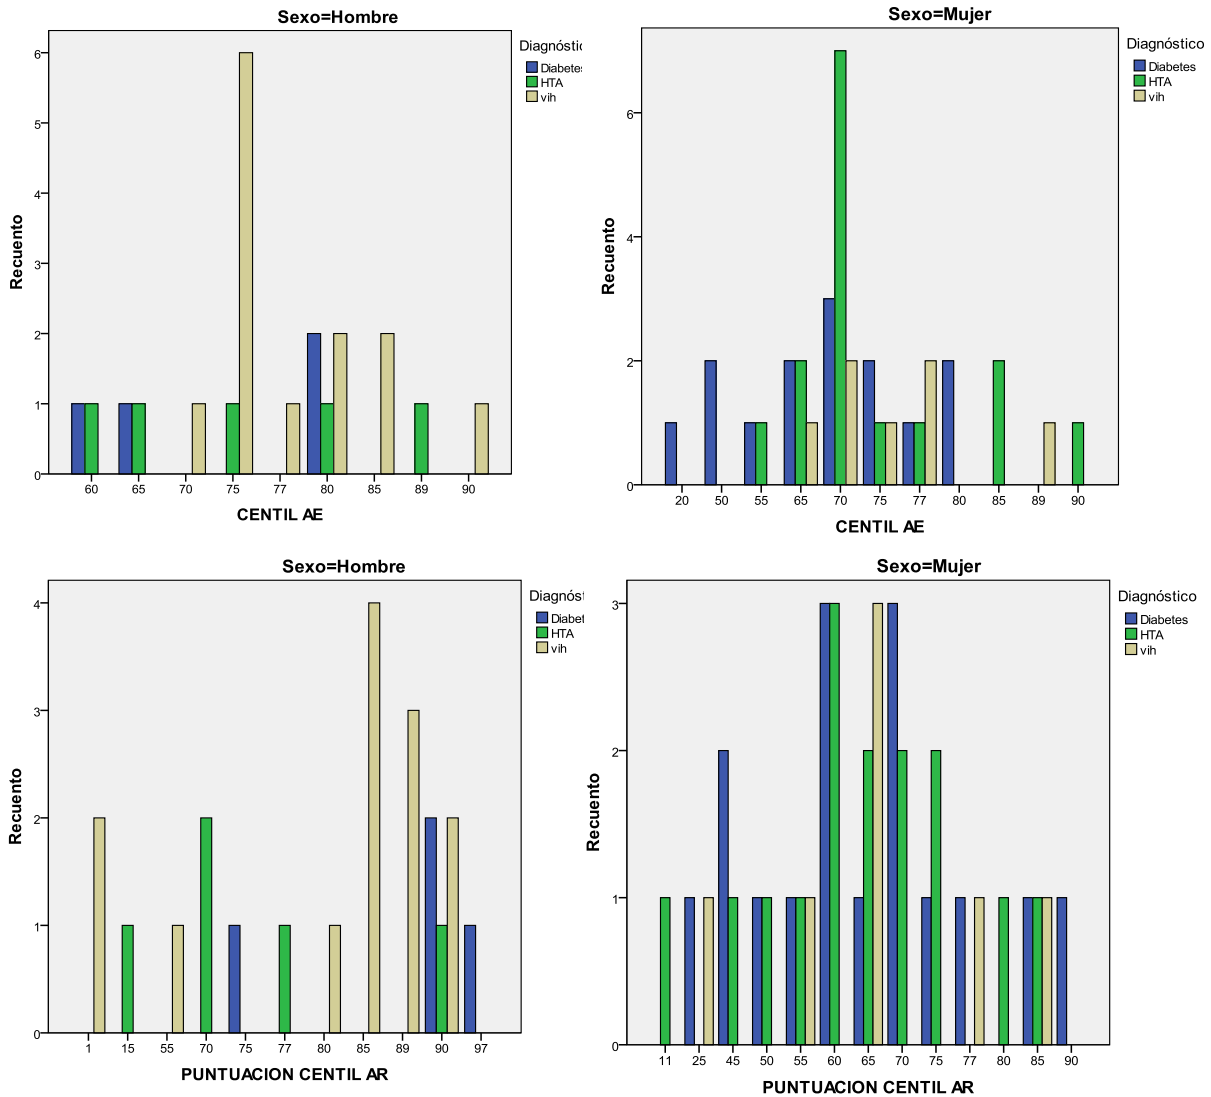 Sexo=Hombre
Diagnóstic
Diabetes
HTA
vih
Recuento
6
5
4
3
2
1
0
60 65 70 75 77 80 85 89 90
CENTIL AE
Sexo=Mujer
Diagnóstico
Diabetes
HTA
vih
Recuento
6
4
2
0
20 50 55 65 70 75 77 80 85 89 90
CENTIL AE
Sexo=Hombre
Diagnóst
Diabet
HTA
vih
Recuento
4
3
2
1
0
1 15 55 70 75 77 80 85 89 90 97
PUNTUACION CENTIL AR
Sexo=Mujer
Diagnóstico
Diabetes
HTA
vih
Recuento
3
2
1
0
11 25 45 50 55 60 65 70 75 77 80 85 90
PUNTUACION CENTIL AR